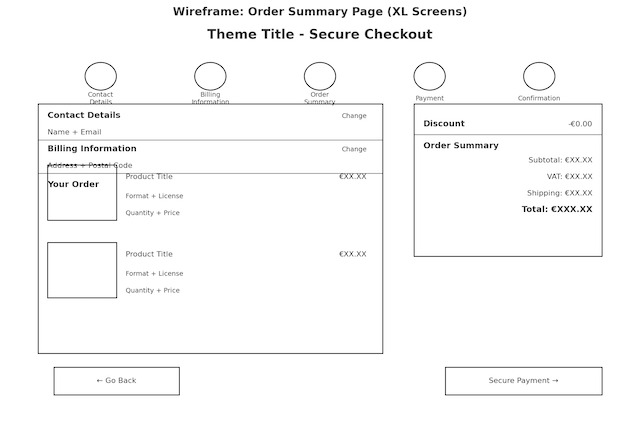 Wireframe: Order Summary Page (XL Screens)
Theme Title - Secure Checkout
Contact
Details
Billing
Information
Order
Summary
Payment
Confirmation
Contact Details
Change
Name + Email
Billing Information
Change
Address + Postal Code
Your Order
Product Title
€XX.XX
Format + License
Quantity + Price
Product Title
€XX.XX
Format + License
Quantity + Price
Discount
-€0.00
Order Summary
Subtotal: €XX.XX
VAT: €XX.XX
Shipping: €XX.XX
Total: €XXX.XX
← Go Back
Secure Payment →